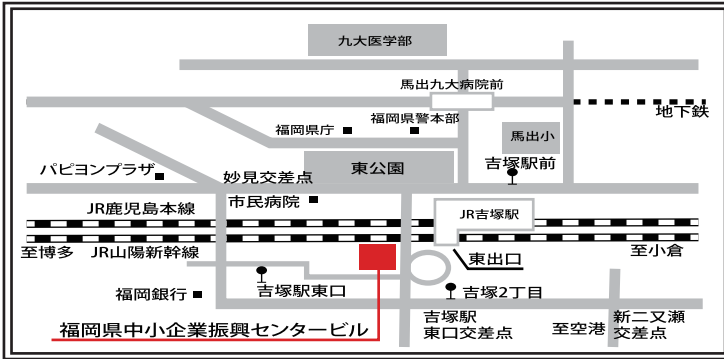 九大医学部
馬出九大病院前
地下鉄
福岡県庁
福岡県警本部
馬出小
パピヨンプラザ
妙見交差点
東公園
吉塚駅前
市民病院
JR鹿児島本線
JR吉塚駅
至博多
JR山陽新幹線
東出口
至小倉
福岡銀行
吉塚駅東口
吉塚2丁目
福岡県中小企業振興センタービル
吉塚駅
東口交差点
至空港
新二又瀬
交差点